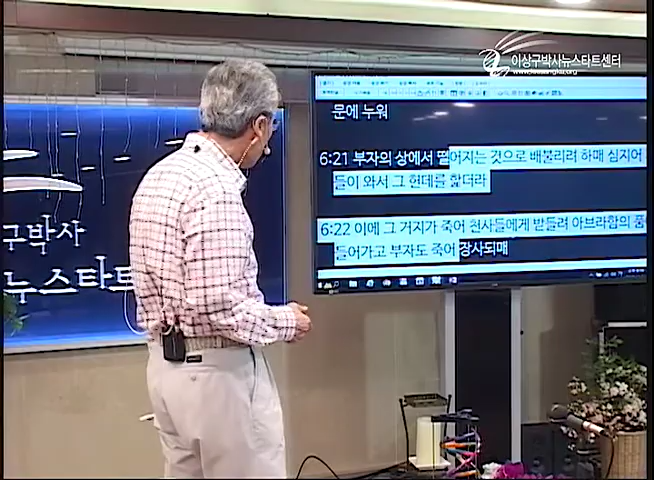 이상구박사뉴스타트센터
문에 누워
6:21 부자의 상에서 떨어지는 것으로 배불리려 하매 심지어
들이 와서 그 헌데를 핥더라
6:22 이에 그 거지가 죽어 천사들에게 받들려 아브라함의 품
들어가고 부자도 죽어 장사되매
구박사
뉴스타트